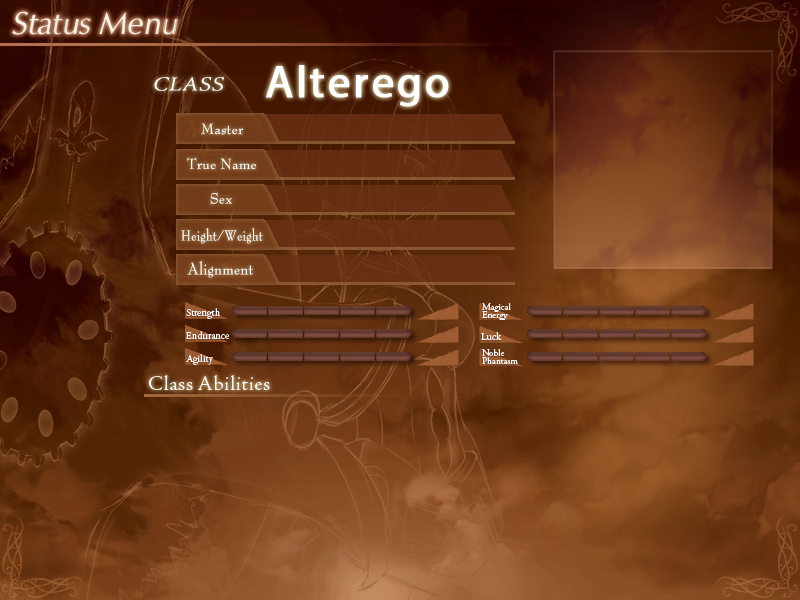 Status Menu
CLASS Alterego
Master
True Name
Sex
Height/Weight
Alignment
Strength
Magical Energy
Endurance
Luck
Agility
Noble Phantasm
Class Abilities